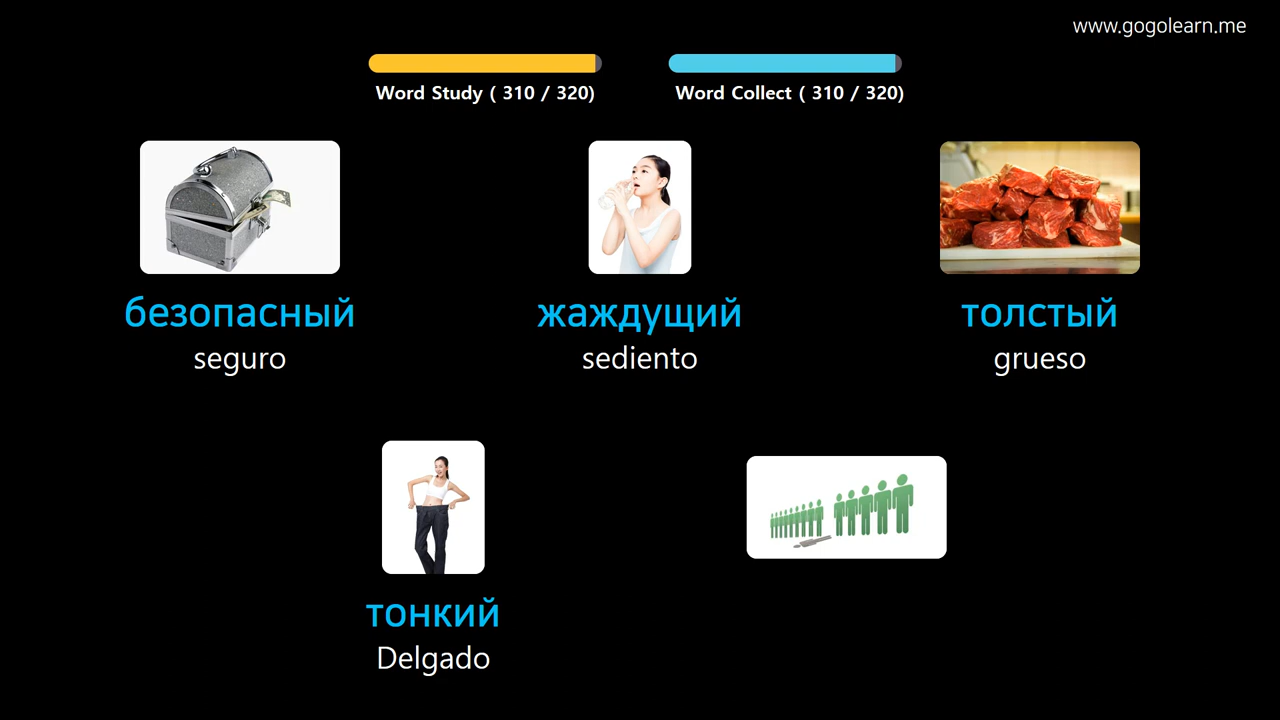 www.gogolearn.me
Word Study ( 310 / 320)
Word Collect ( 310 / 320)
безопасный
seguro
жаждущий
sediento
толстый
grueso
тонкий
Delgado